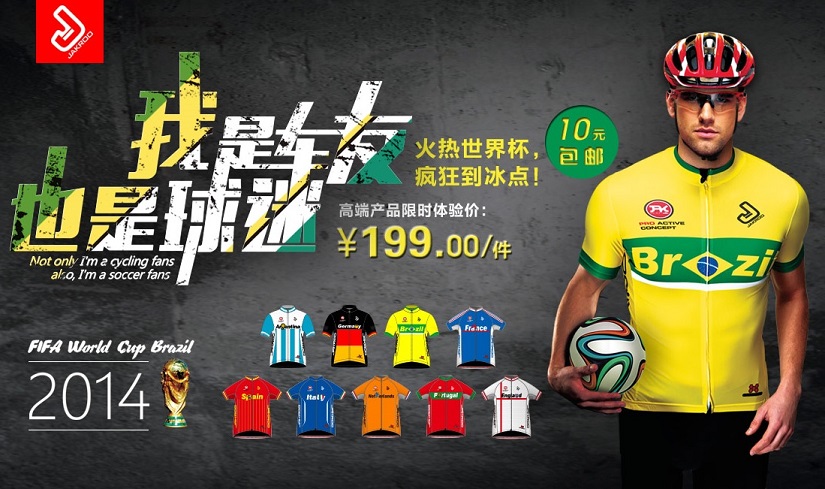 JAKROO
我是车友
也是球迷
Not only I'm a cycling fans
also, I'm a soccer fans
火热世界杯，
疯狂到冰点！
10元
包邮
高端产品限时体验价：
￥199.00/件
FIFA World Cup Brazil
2014
Argentina
Germany
Brazil
France
Spain
Italy
Netherlands
Portugal
England
PRO ACTIVE
CONCEPT
JAKROO
Brazil